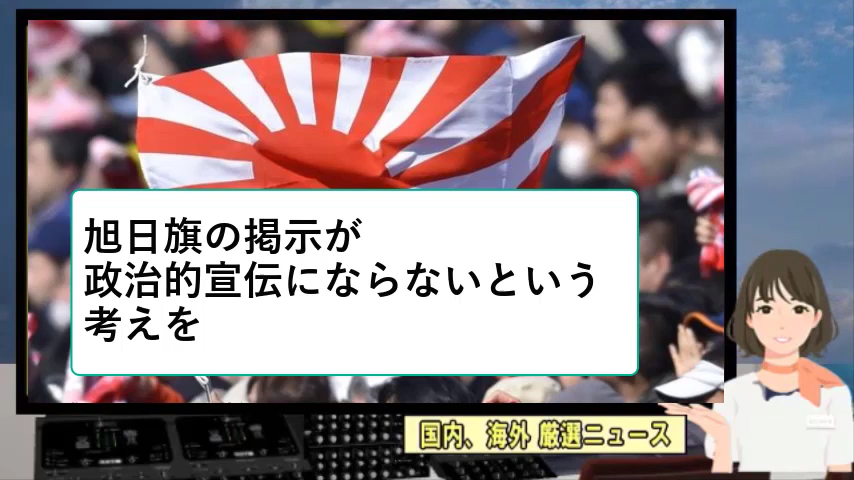 旭日旗の掲示が
政治的宣伝にならないという
考えを
国内、海外 厳選ニュース